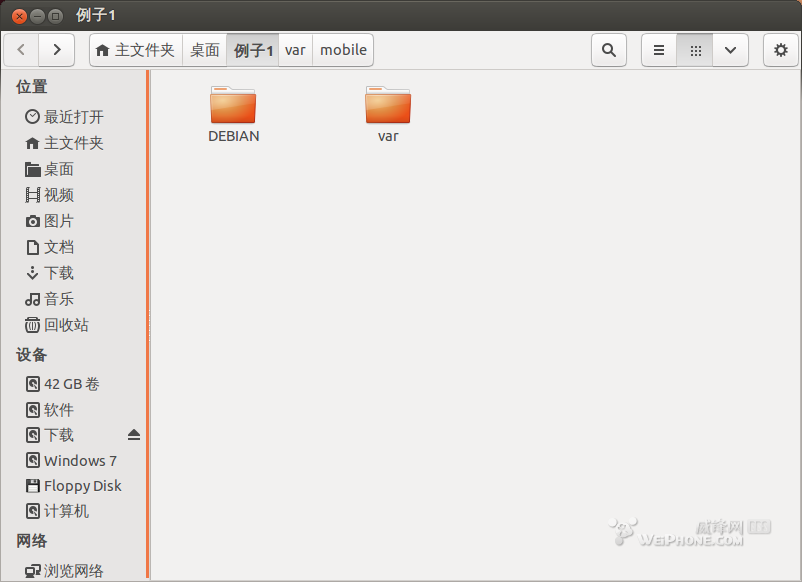 例子1
主文件夹 桌面 例子1 var mobile
位置
最近打开
主文件夹
桌面
视频
图片
文档
下载
音乐
回收站
设备
42 GB 卷
软件
下载
Windows 7
Floppy Disk
计算机
网络
浏览网络
DEBIAN var
威锋网
WEIPHONE.COM